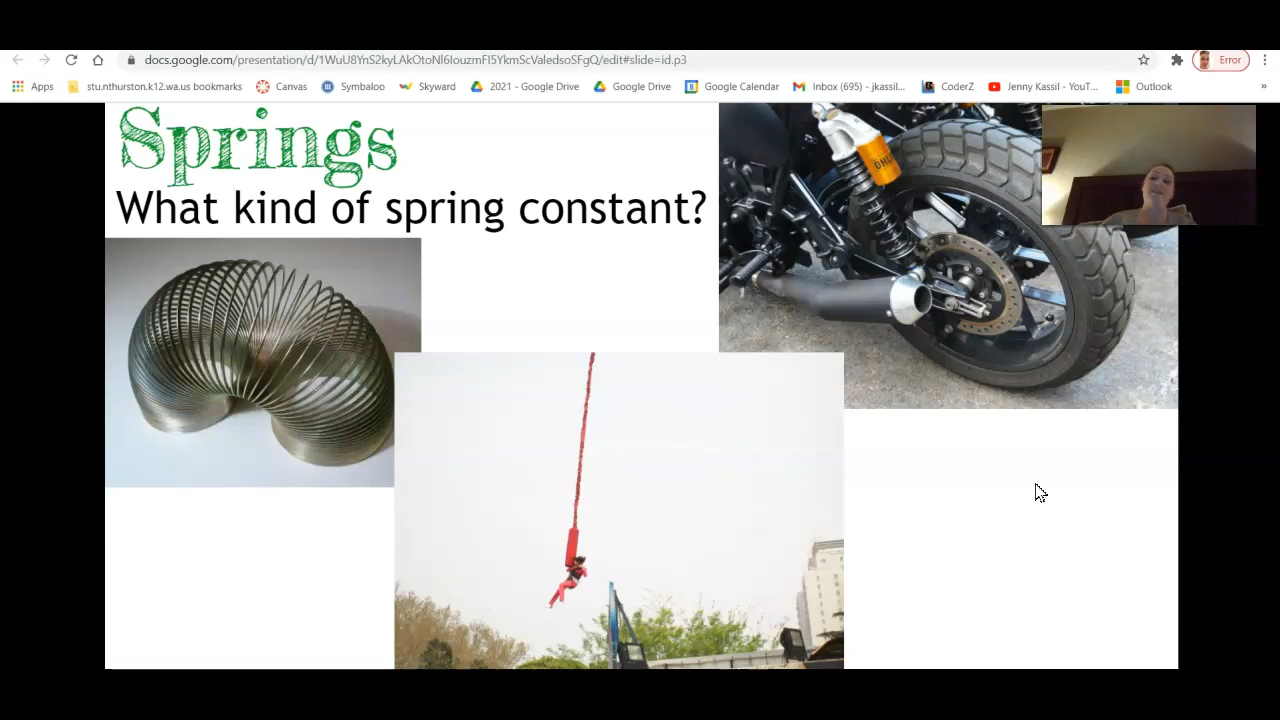 docs.google.com/presentation/d/1WuU8YnS2kyLAkOtoNl6IouzmFI5YkmScValedsoSFgQ/edit#slide=id.p3
Error
Apps
stu.nthurston.k12.wa.us bookmarks
Canvas
Symbaloo
Skyward
2021 - Google Drive
Google Drive
Google Calendar
Inbox (695) - jkassil...
CoderZ
Jenny Kassil - YouT...
Outlook
»
Springs
What kind of spring constant?